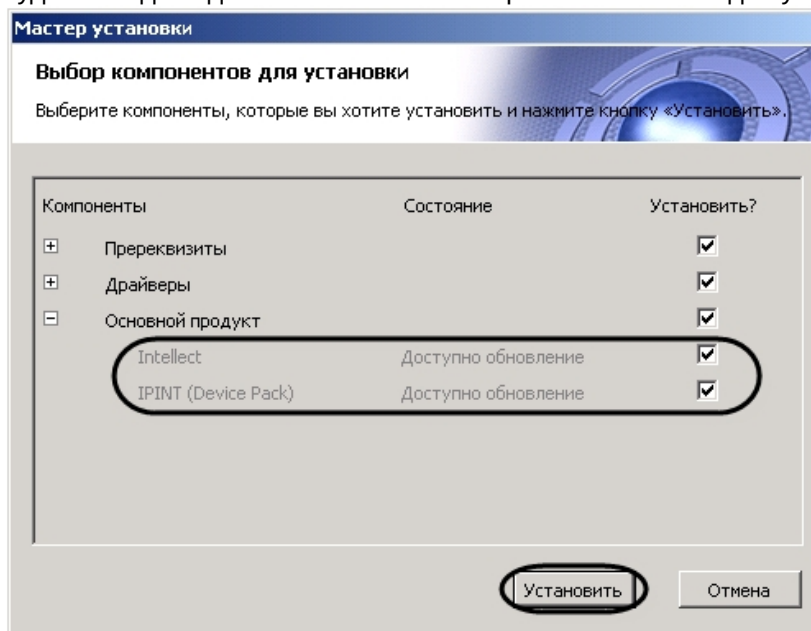 Мастер установки
Выбор компонентов для установки
Выберите компоненты, которые вы хотите установить и нажмите кнопку «Установить».
Компоненты Состояние Установить?
Пререквизиты
Драйверы
Основной продукт
Intellect Доступно обновление
IPINT (Device Pack) Доступно обновление
Установить Отмена